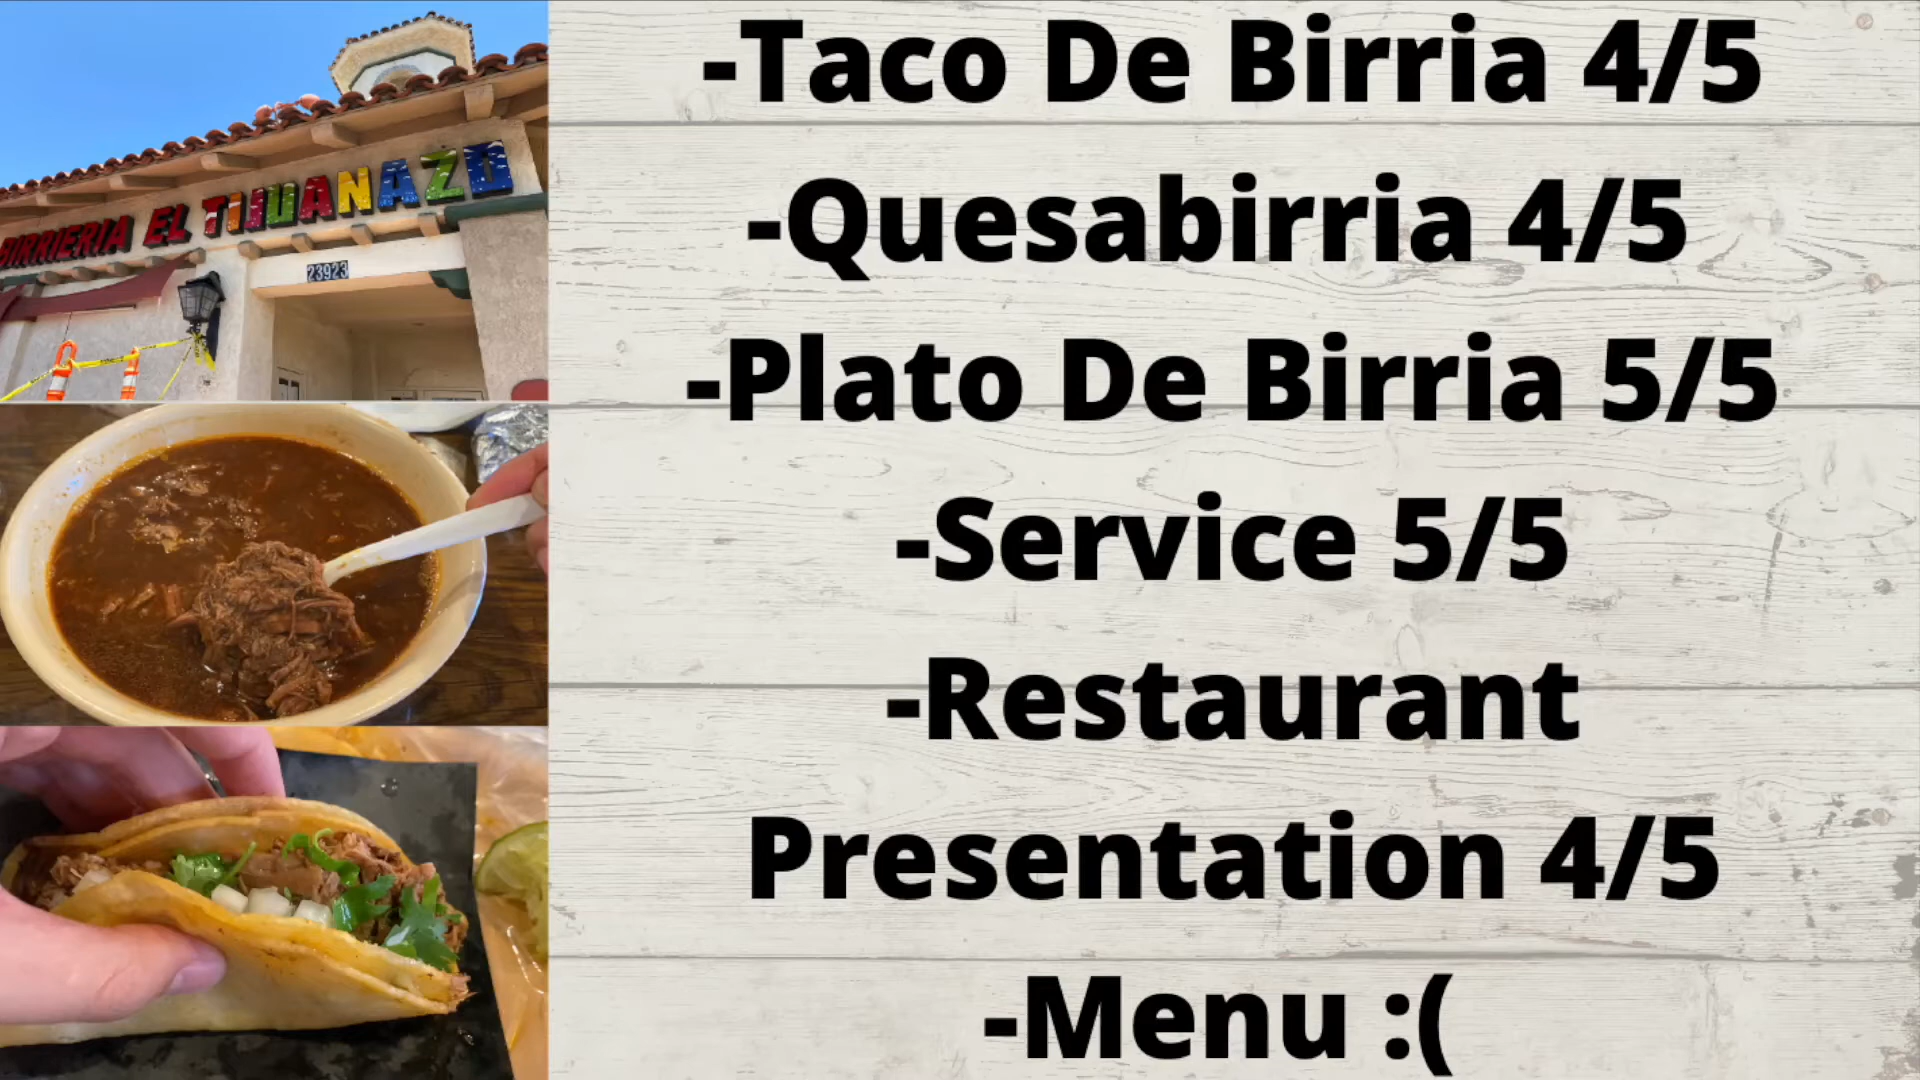 BIRRIERIA EL TIJUANAZO
23923
-Taco De Birria 4/5
-Quesabirria 4/5
-Plato De Birria 5/5
-Service 5/5
-Restaurant
Presentation 4/5
-Menu :(